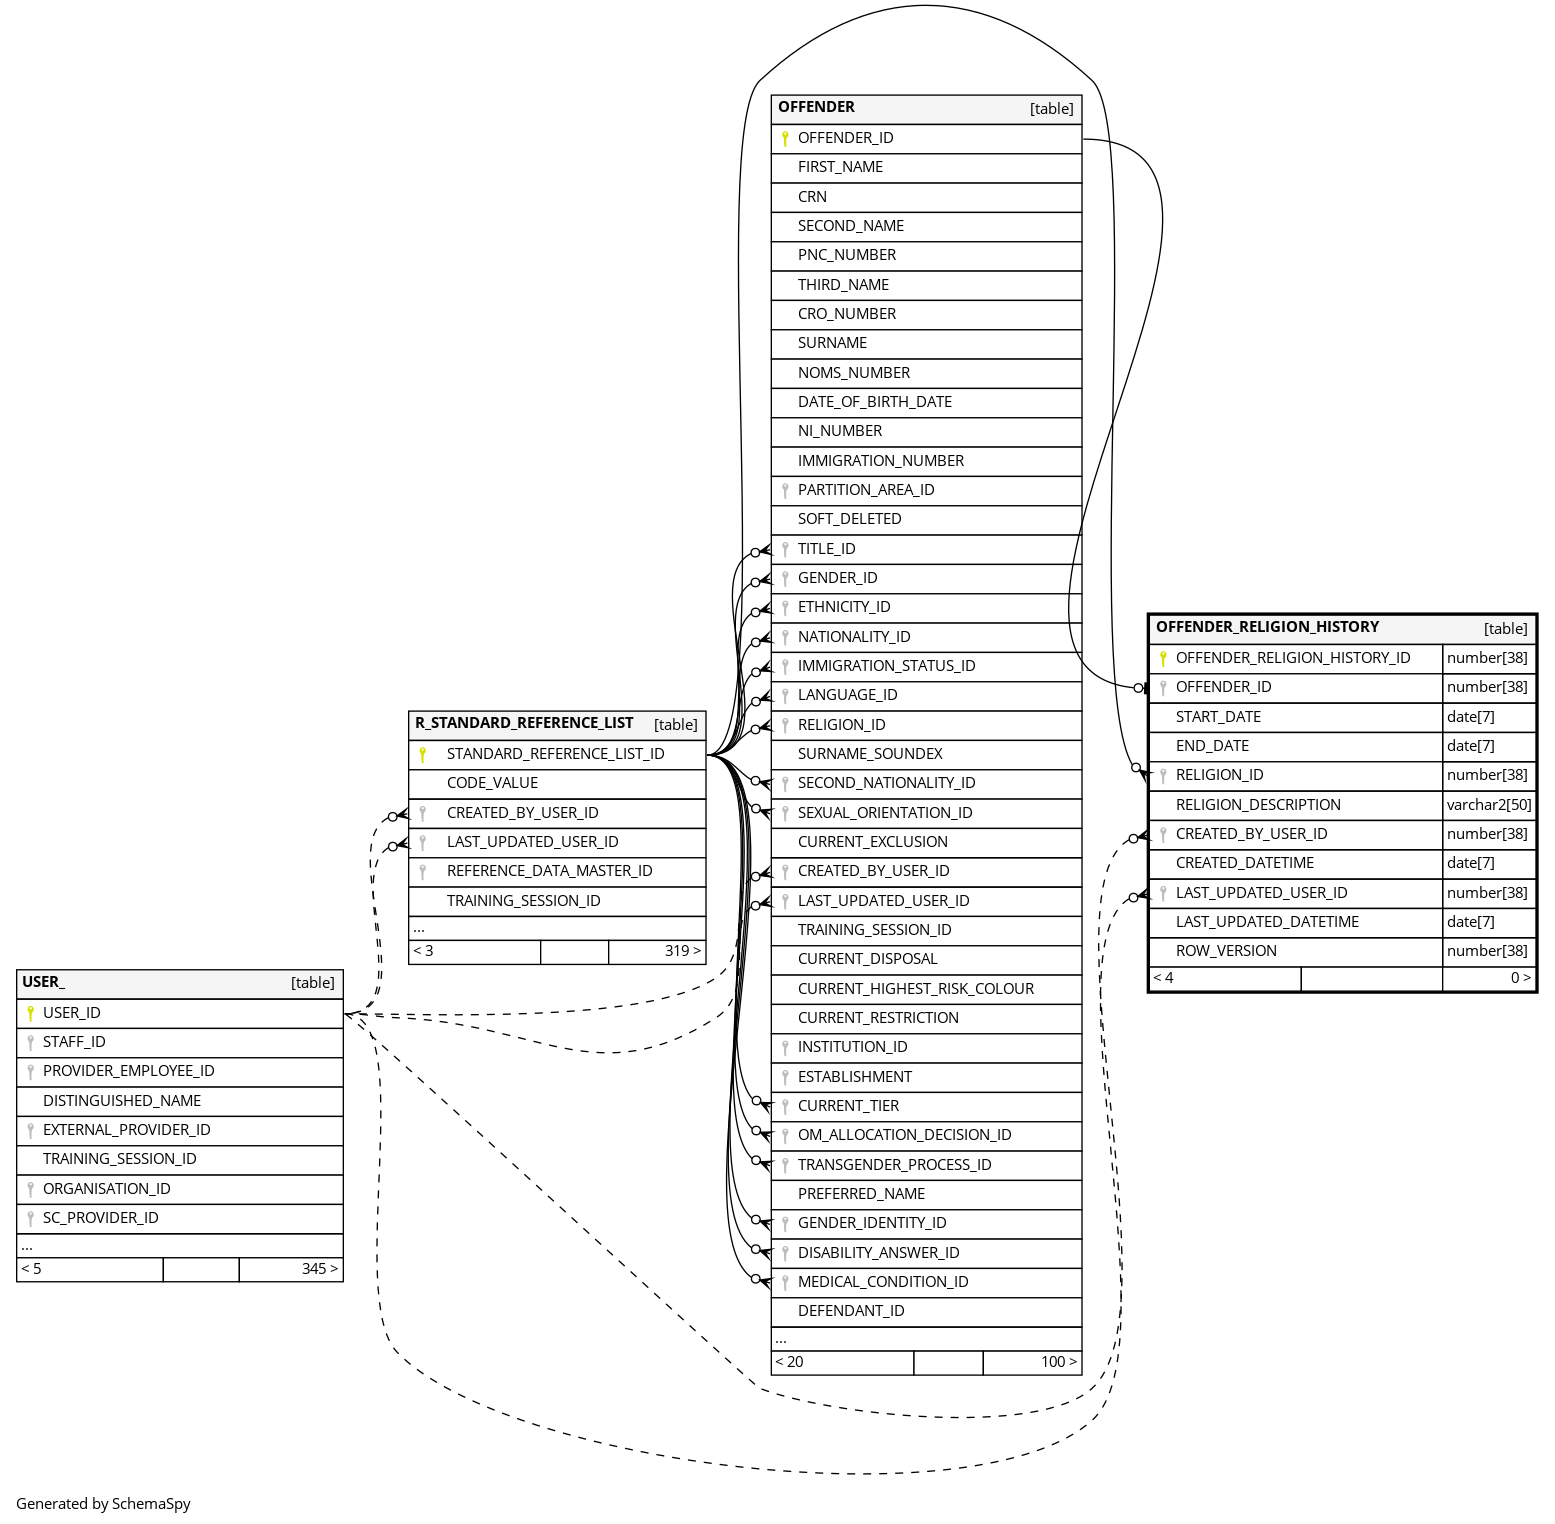 OFFENDER [table]
OFFENDER_ID
FIRST_NAME
CRN
SECOND_NAME
PNC_NUMBER
THIRD_NAME
CRO_NUMBER
SURNAME
NOMS_NUMBER
DATE_OF_BIRTH_DATE
NI_NUMBER
IMMIGRATION_NUMBER
PARTITION_AREA_ID
SOFT_DELETED
TITLE_ID
GENDER_ID
ETHNICITY_ID
NATIONALITY_ID
IMMIGRATION_STATUS_ID
LANGUAGE_ID
RELIGION_ID
SURNAME_SOUNDEX
SECOND_NATIONALITY_ID
SEXUAL_ORIENTATION_ID
CURRENT_EXCLUSION
CREATED_BY_USER_ID
LAST_UPDATED_USER_ID
TRAINING_SESSION_ID
CURRENT_DISPOSAL
CURRENT_HIGHEST_RISK_COLOUR
CURRENT_RESTRICTION
INSTITUTION_ID
ESTABLISHMENT
CURRENT_TIER
OM_ALLOCATION_DECISION_ID
TRANSGENDER_PROCESS_ID
PREFERRED_NAME
GENDER_IDENTITY_ID
DISABILITY_ANSWER_ID
MEDICAL_CONDITION_ID
DEFENDANT_ID
...
< 20 100 >
OFFENDER_RELIGION_HISTORY [table]
OFFENDER_RELIGION_HISTORY_ID number[38]
OFFENDER_ID number[38]
START_DATE date[7]
END_DATE date[7]
RELIGION_ID number[38]
RELIGION_DESCRIPTION varchar2[50]
CREATED_BY_USER_ID number[38]
CREATED_DATETIME date[7]
LAST_UPDATED_USER_ID number[38]
LAST_UPDATED_DATETIME date[7]
ROW_VERSION number[38]
< 4 0 >
R_STANDARD_REFERENCE_LIST [table]
STANDARD_REFERENCE_LIST_ID
CODE_VALUE
CREATED_BY_USER_ID
LAST_UPDATED_USER_ID
REFERENCE_DATA_MASTER_ID
TRAINING_SESSION_ID
...
< 3 319 >
USER_ [table]
USER_ID
STAFF_ID
PROVIDER_EMPLOYEE_ID
DISTINGUISHED_NAME
EXTERNAL_PROVIDER_ID
TRAINING_SESSION_ID
ORGANISATION_ID
SC_PROVIDER_ID
...
< 5 345 >
Generated by SchemaSpy